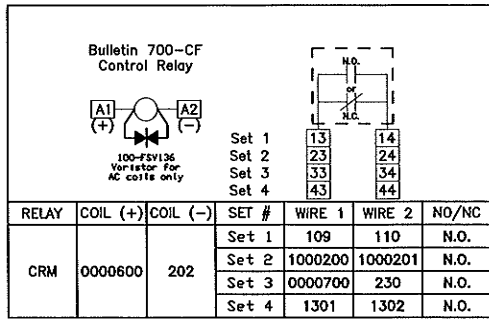 Bulletin 700-CF
Control Relay
A1 A2
(+) (-)
100-FSV136
Varistor for
AC coils only
N.O.
or
N.C.
Set 1 13 14
Set 2 23 24
Set 3 33 34
Set 4 43 44
RELAY COIL (+) COIL (-) SET # WIRE 1 WIRE 2 NO/NC
CRM 0000600 202
Set 1 109 110 N.O.
Set 2 1000200 1000201 N.O.
Set 3 0000700 230 N.O.
Set 4 1301 1302 N.O.